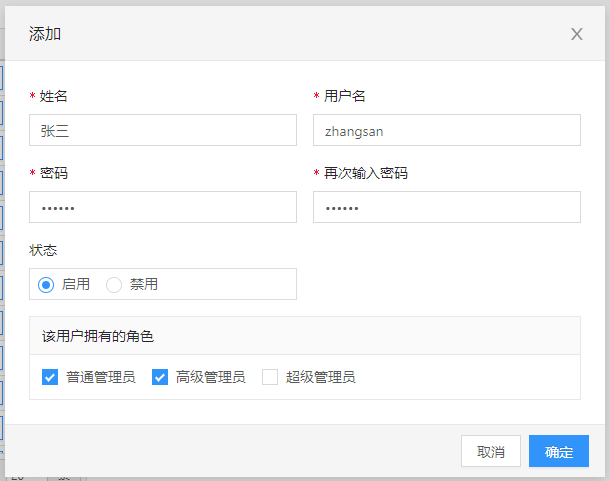 添加
* 姓名
* 用户名
张三
zhangsan
* 密码
* 再次输入密码
••••••
••••••
状态
启用
禁用
该用户拥有的角色
普通管理员
高级管理员
超级管理员
取消
确定